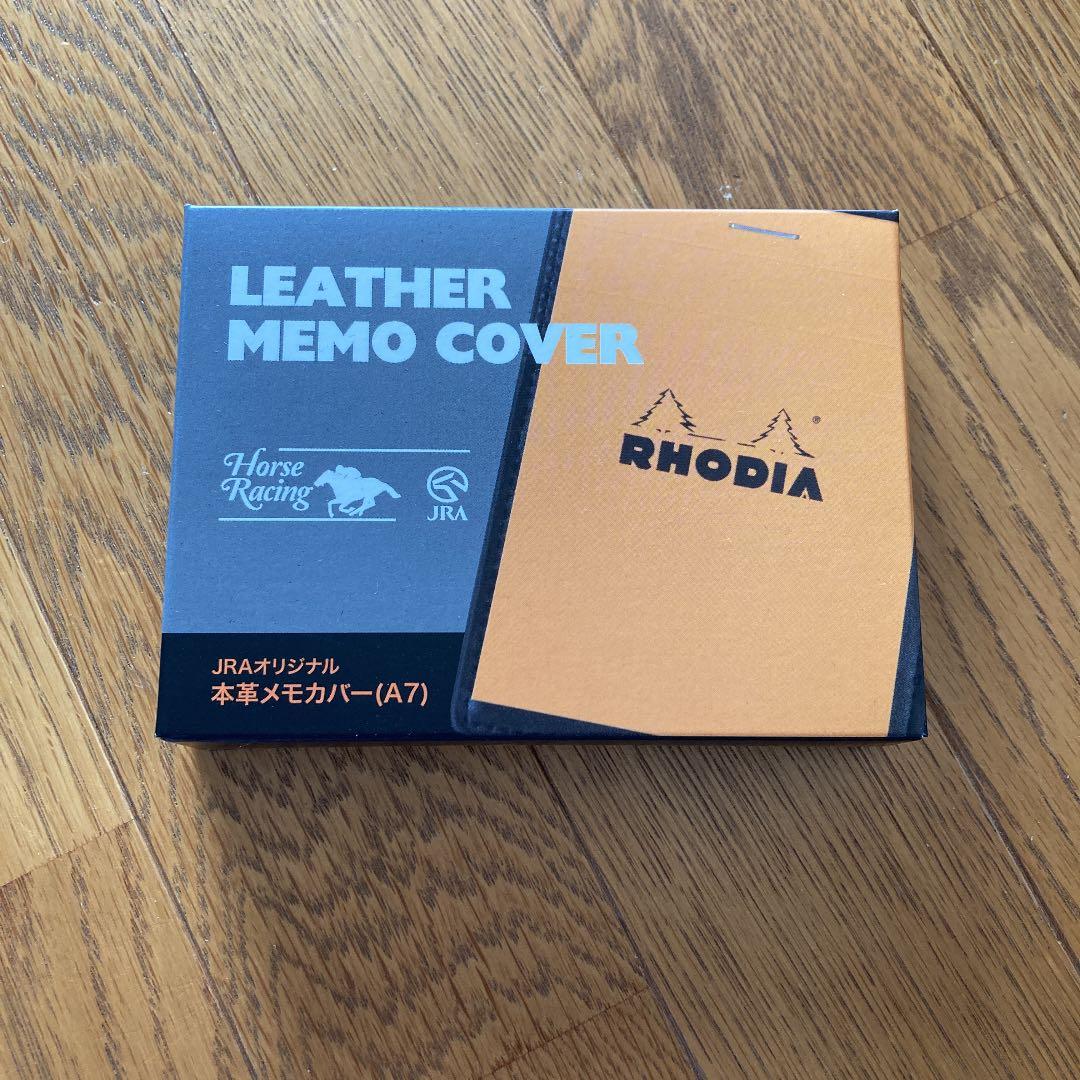 LEATHER
MEMO COVER
RHODIA®
Horse
Racing
JRA
JRAオリジナル
本革メモカバー(A7)